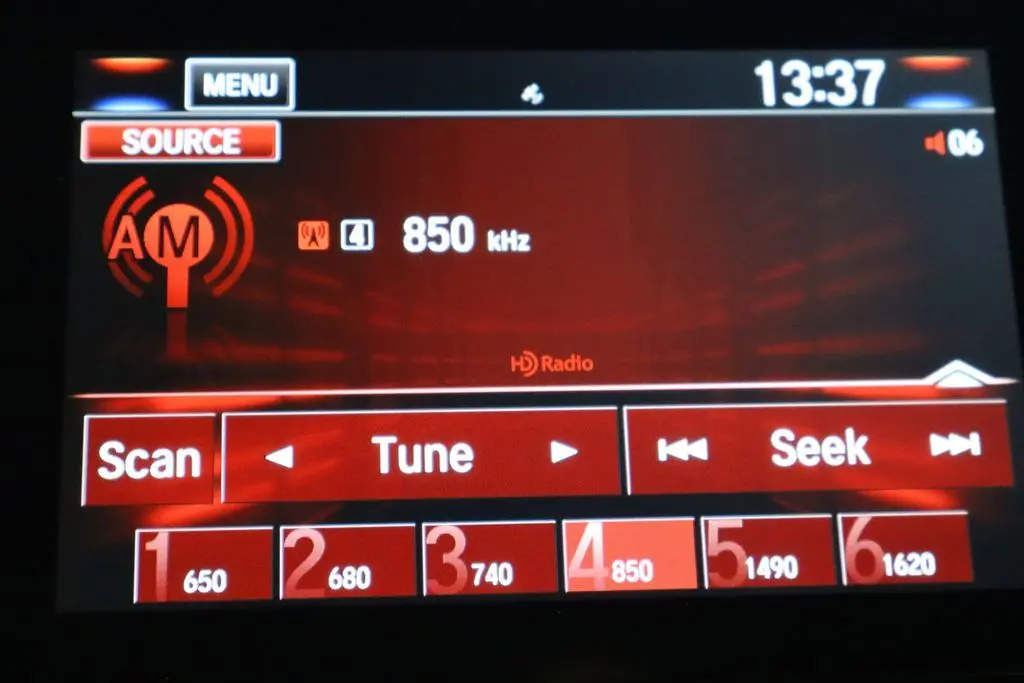 MENU 13:37
SOURCE 06
AM 4 850 kHz
HD Radio
Scan Tune Seek
1 650 2 680 3 740 4 850 5 1490 6 1620